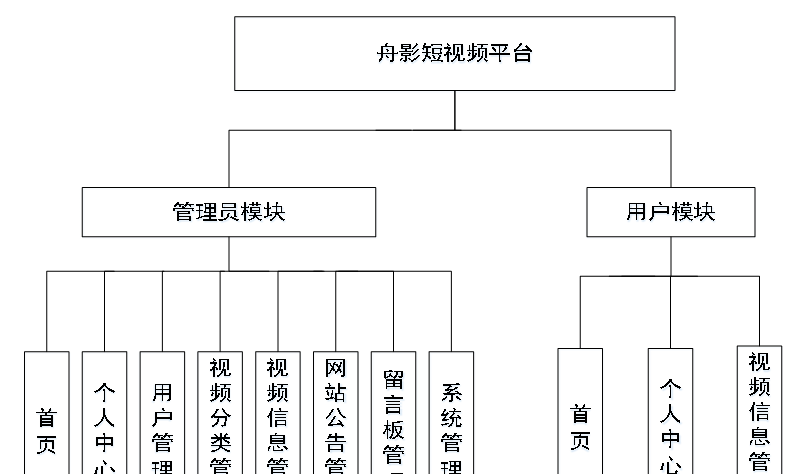 舟影短视频平台
管理员模块
用户模块
首页
个人中心
用户管理
视频分类管
视频信息管
网站公告管
留言板管
系统管理
首页
个人中心
视频信息管